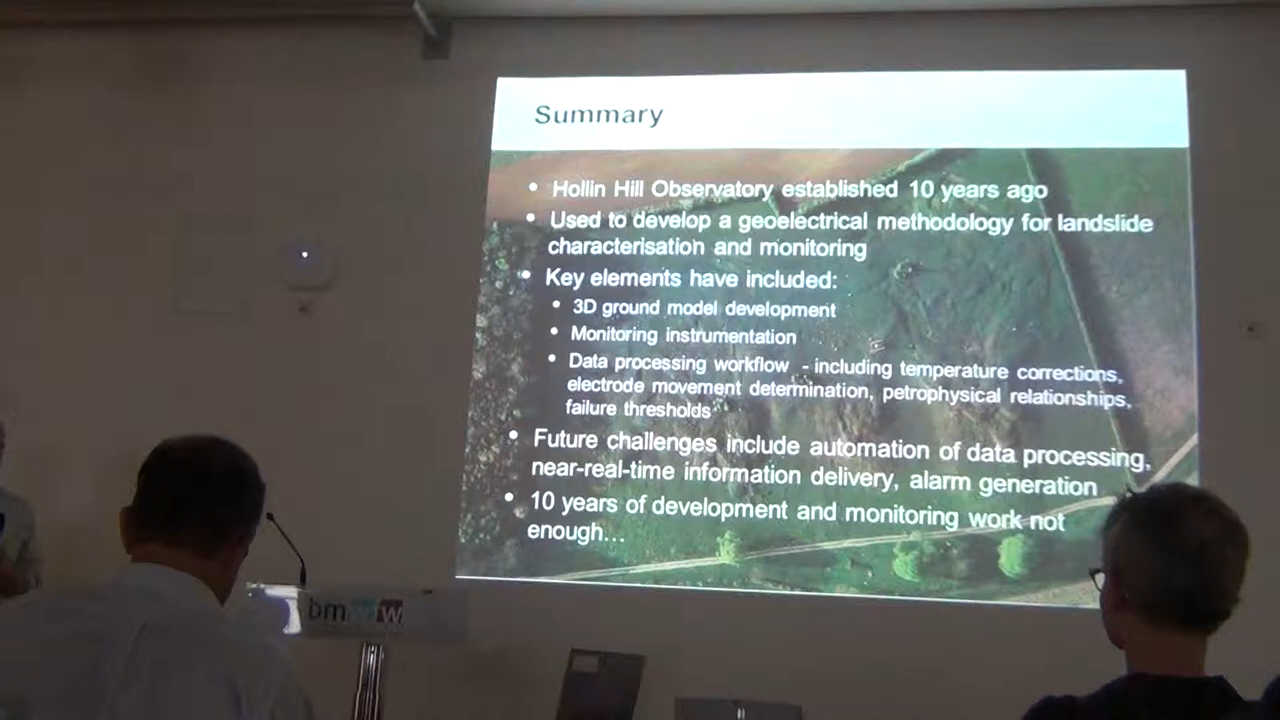 Summary
• Hollin Hill Observatory established 10 years ago
• Used to develop a geoelectrical methodology for landslide
characterisation and monitoring
• Key elements have included:
• 3D ground model development
• Monitoring instrumentation
• Data processing workflow - including temperature corrections,
electrode movement determination, petrophysical relationships,
failure thresholds
• Future challenges include automation of data processing,
near-real-time information delivery, alarm generation
• 10 years of development and monitoring work not
enough…
bm